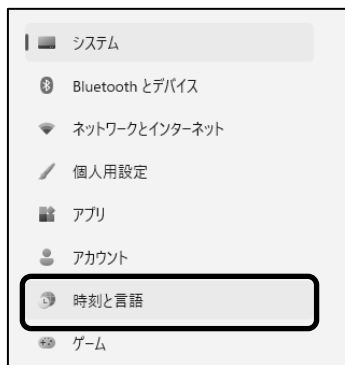 システム
Bluetooth とデバイス
ネットワークとインターネット
個人用設定
アプリ
アカウント
時刻と言語
ゲーム